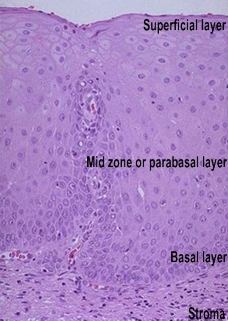 Superficial layer
Mid zone or parabasal layer
Basal layer
Stroma